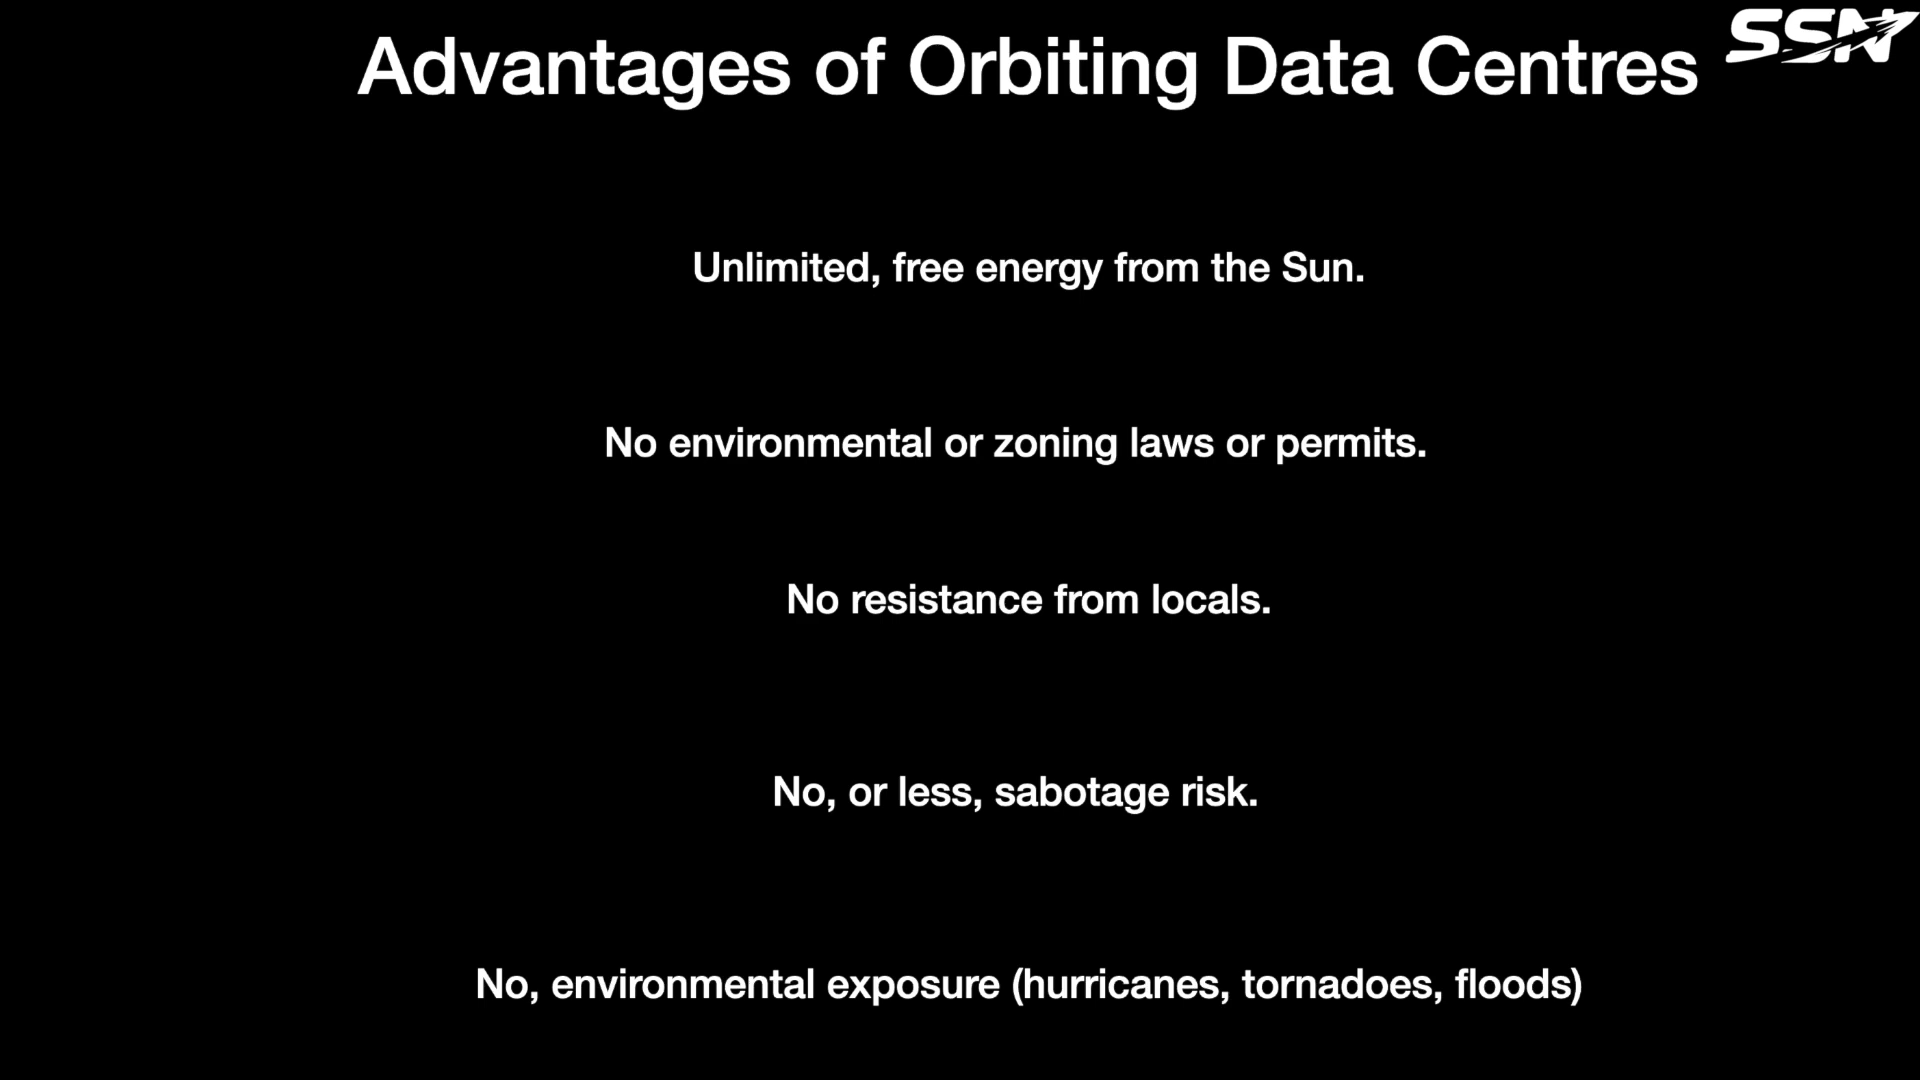 Advantages of Orbiting Data Centres
SSN
Unlimited, free energy from the Sun.
No environmental or zoning laws or permits.
No resistance from locals.
No, or less, sabotage risk.
No, environmental exposure (hurricanes, tornadoes, floods)